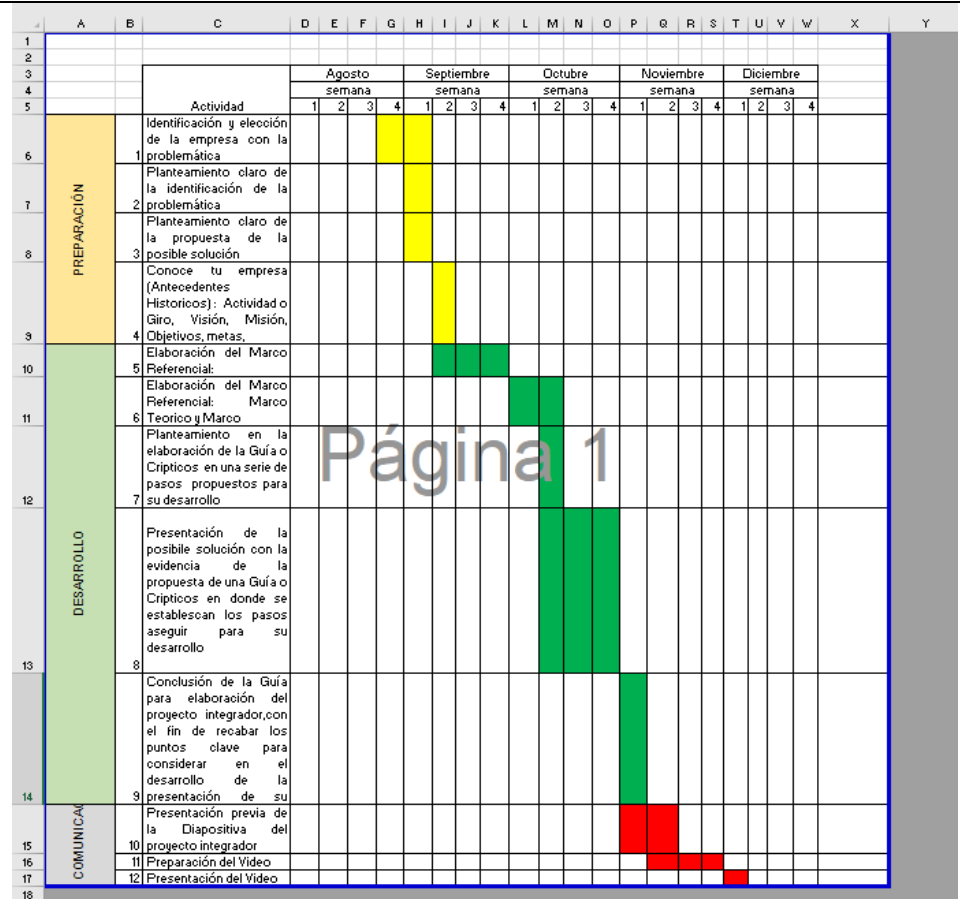 A B C D E F G H I J K L M N O P Q R S T U V W X Y
1
2
3 Agosto Septiembre Octubre Noviembre Diciembre
4 semana semana semana semana semana
5 Actividad 1 2 3 4 1 2 3 4 1 2 3 4 1 2 3 4 1 2 3 4
PREPARACIÓN
Identificación y elección
de la empresa con la
6 1 problemática
Planteamiento claro de
la identificación de la
7 2 problemática
Planteamiento claro de
la propuesta de la
8 3 posible solución
Conoce tu empresa
(Antecedentes
Historicos): Actividad o
Giro, Visión, Misión,
9 4 Objetivos, metas,
DESARROLLO
Elaboración del Marco
10 5 Referencial:
Elaboración del Marco
Referencial: Marco
11 6 Teorico y Marco
Planteamiento en la
elaboración de la Guía o
Cripticos en una serie de
pasos propuestos para
12 7 su desarrollo
Presentación de la
posibile solución con la
evidencia de la
propuesta de una Guía o
Cripticos en donde se
establescan los pasos
aseguir para su
desarrollo
13 8
Conclusión de la Guía
para elaboración del
proyecto integrador,con
el fin de recabar los
puntos clave para
considerar en el
desarrollo de la
14 9 presentación de su
COMUNICAC
Presentación previa de
la Diapositiva del
15 10 proyecto integrador
16 11 Preparación del Video
17 12 Presentación del Video
18
Página 1